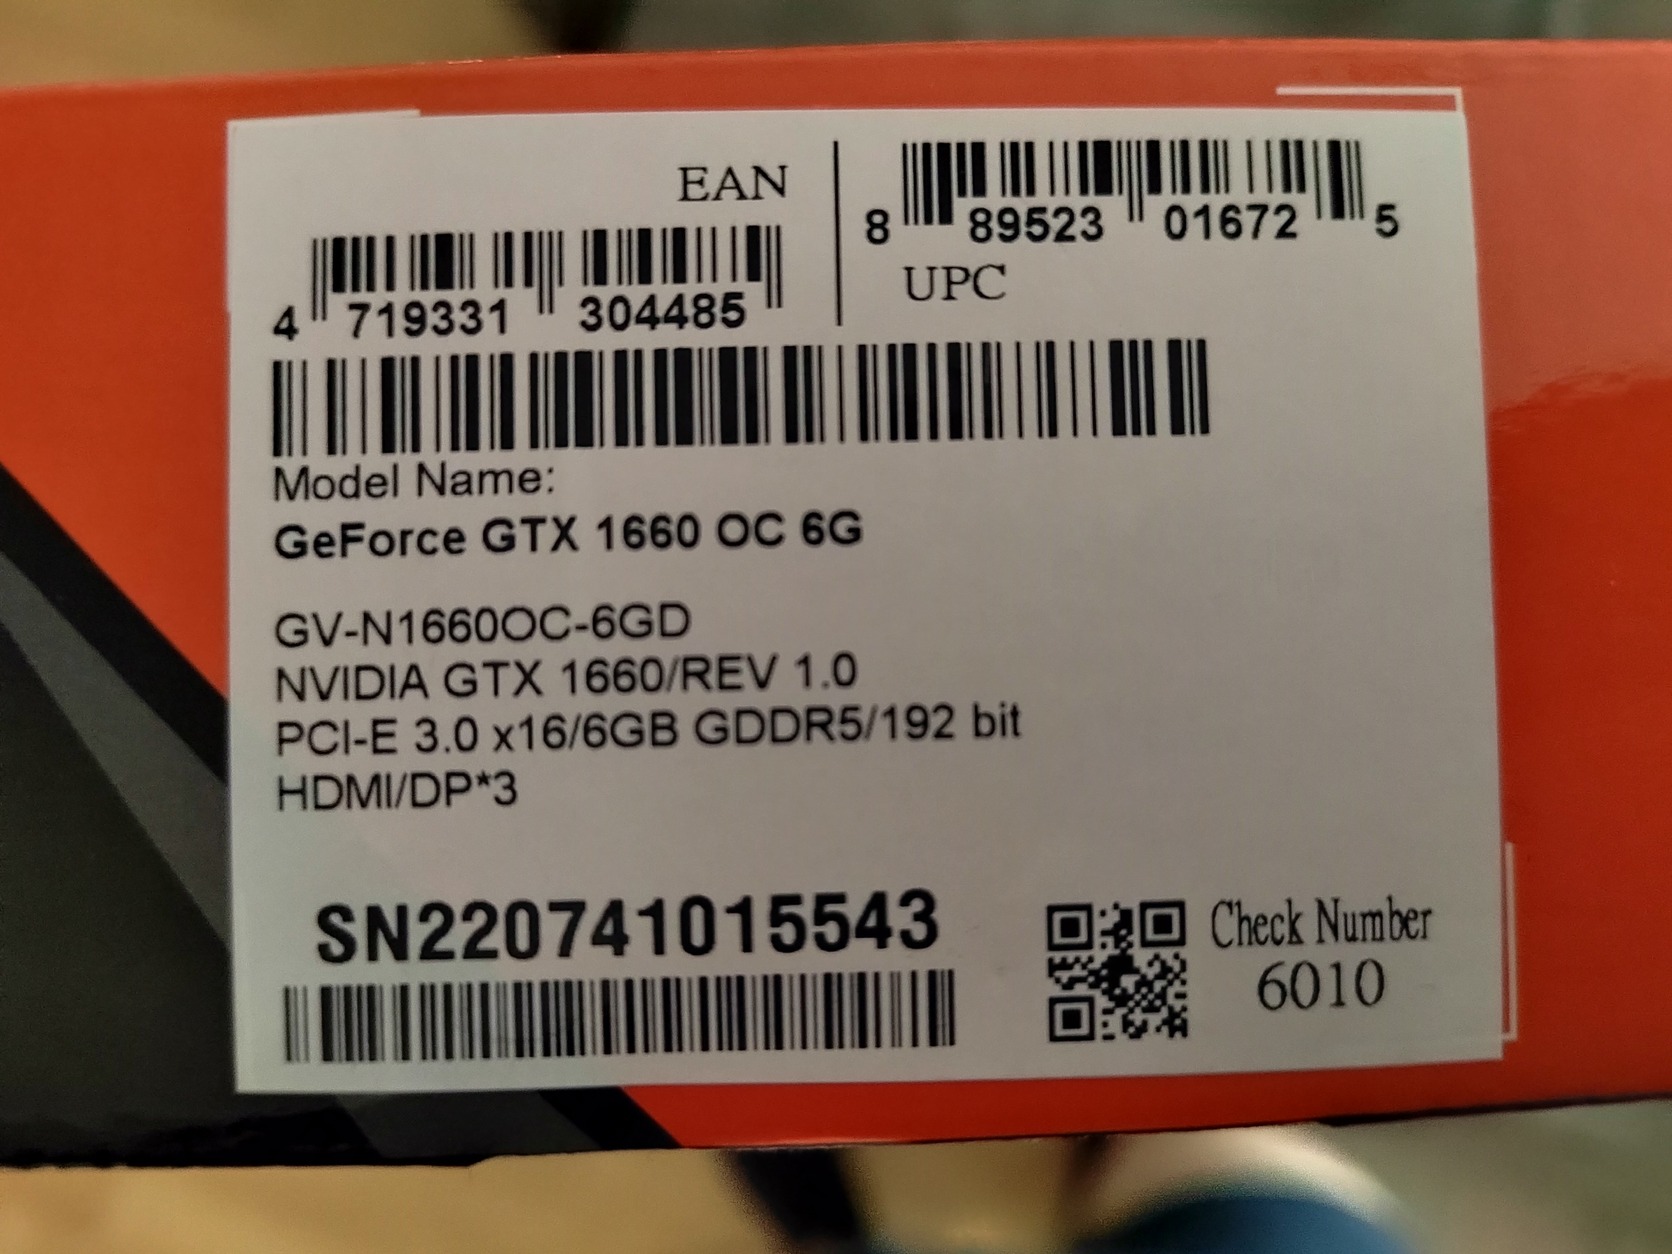 EAN
4 719331 304485
8 89523 01672 5
UPC
Model Name:
GeForce GTX 1660 OC 6G
GV-N1660OC-6GD
NVIDIA GTX 1660/REV 1.0
PCI-E 3.0 x16/6GB GDDR5/192 bit
HDMI/DP*3
SN220741015543
Check Number
6010